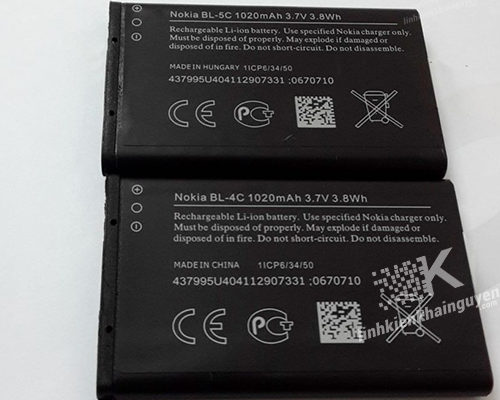 Nokia BL-5C 1020mAh 3.7V 3.8Wh
Rechargeable Li-ion battery. Use specified Nokia charger only.
Must be disposed of properly. May explode if damaged or
disposed of in fire. Do not short-circuit. Do not disassemble.
MADE IN HUNGARY 1ICP6/34/50
437995U404112907331 ;0670710
CE
Nokia BL-4C 1020mAh 3.7V 3.8Wh
Rechargeable Li-ion battery. Use specified Nokia charger only.
Must be disposed of properly. May explode if damaged or
disposed of in fire. Do not short-circuit. Do not disassemble.
MADE IN CHINA 1ICP6/34/50
437995U404112907331 ;0670710
CE
K
linhkienkhainguyen
.com